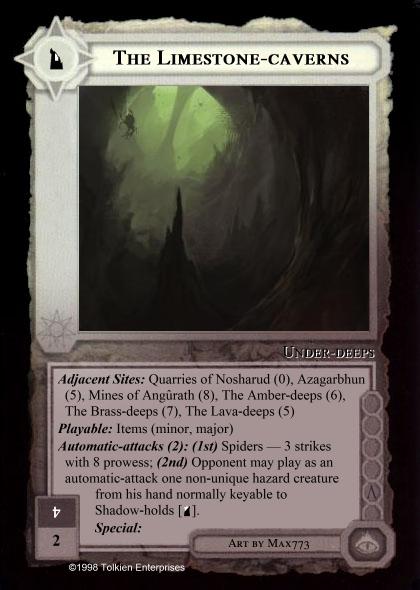 The Limestone-caverns
Under-deeps
Adjacent Sites: Quarries of Nosharud (0), Azagarbhun
(5), Mines of Angûrath (8), The Amber-deeps (6),
The Brass-deeps (7), The Lava-deeps (5)
Playable: Items (minor, major)
Automatic-attacks (2): (1st) Spiders — 3 strikes
with 8 prowess; (2nd) Opponent may play as an
automatic-attack one non-unique hazard creature
from his hand normally keyable to
Shadow-holds [ ].
Special:
4
2
Art by Max773
©1998 Tolkien Enterprises